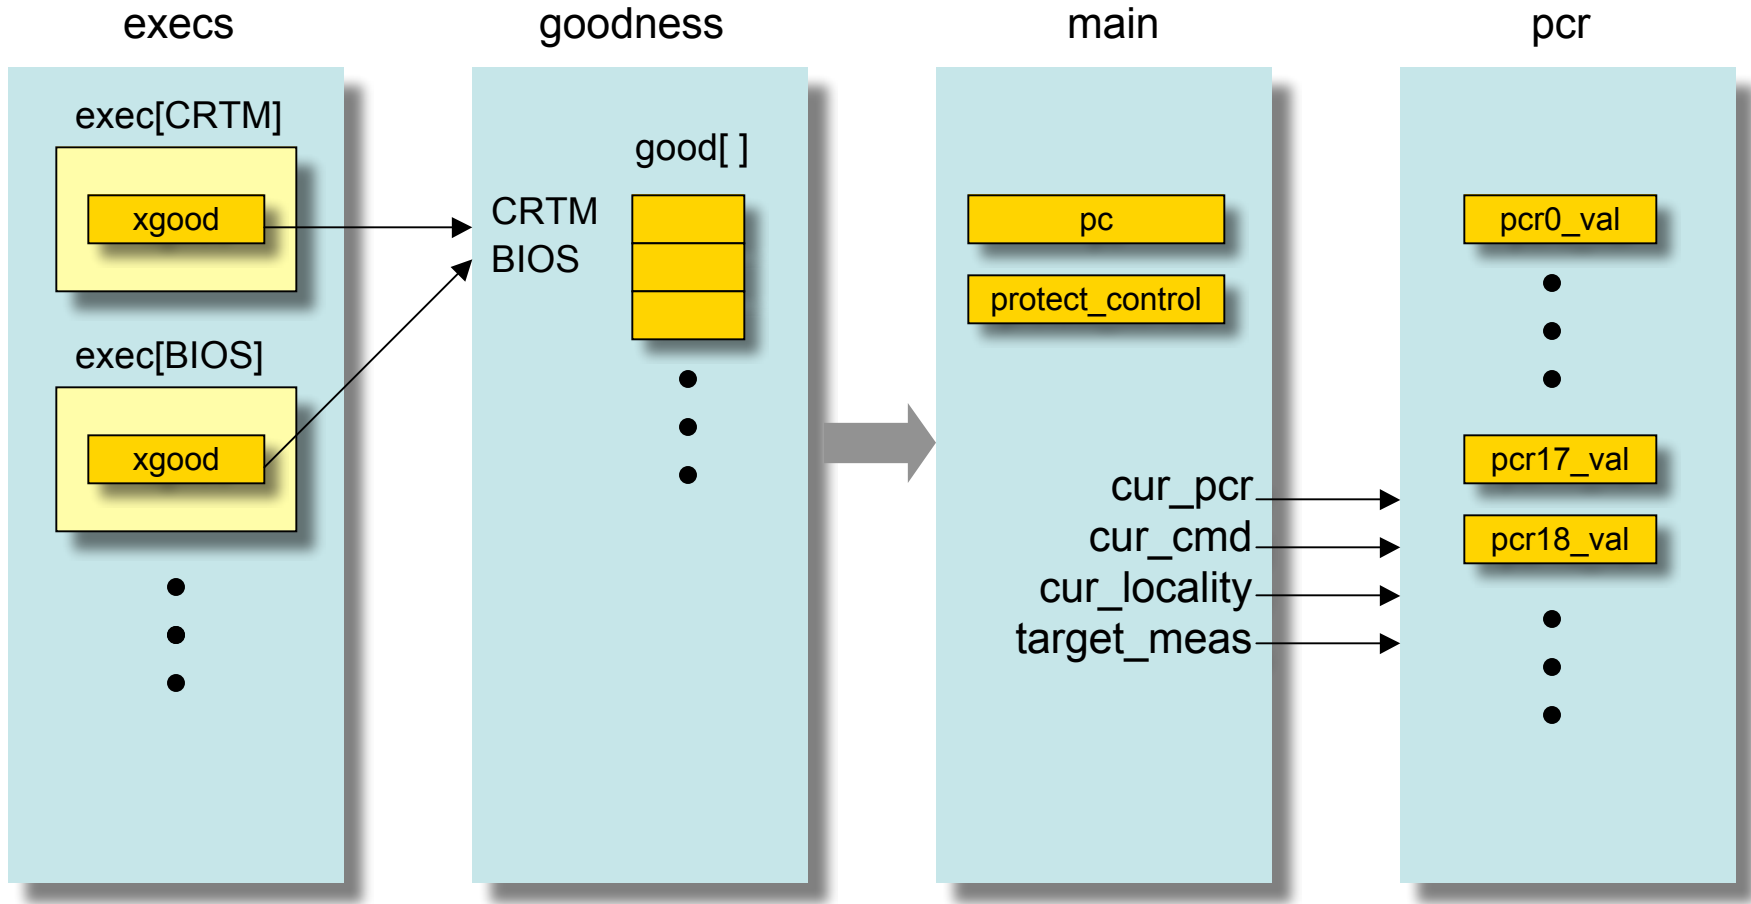 execs
goodness
main
pcr
exec[CRTM]
xgood
exec[BIOS]
xgood
good[ ]
CRTM
BIOS
pc
protect_control
cur_pcr
cur_cmd
cur_locality
target_meas
pcr0_val
pcr17_val
pcr18_val